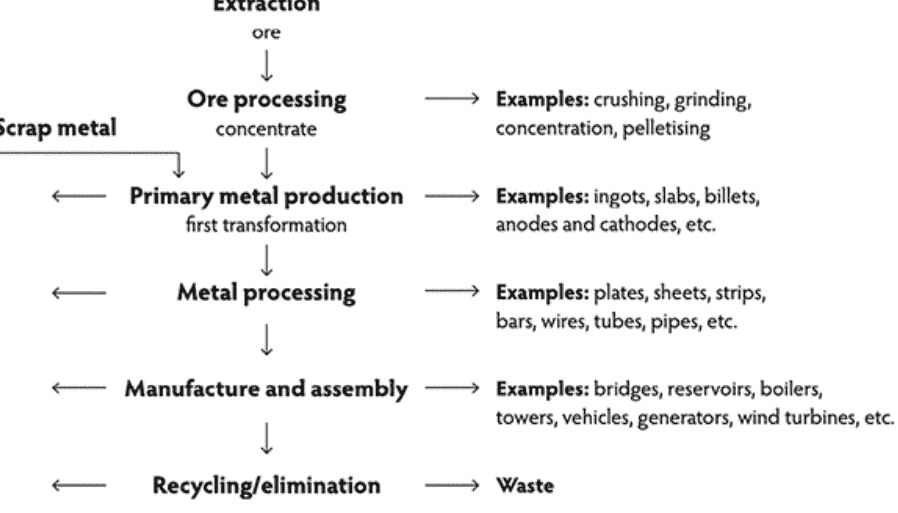 Extraction
ore
Ore processing
concentrate
Examples: crushing, grinding,
concentration, pelletising
Scrap metal
Primary metal production
first transformation
Examples: ingots, slabs, billets,
anodes and cathodes, etc.
Metal processing
Examples: plates, sheets, strips,
bars, wires, tubes, pipes, etc.
Manufacture and assembly
Examples: bridges, reservoirs, boilers,
towers, vehicles, generators, wind turbines, etc.
Recycling/elimination
Waste